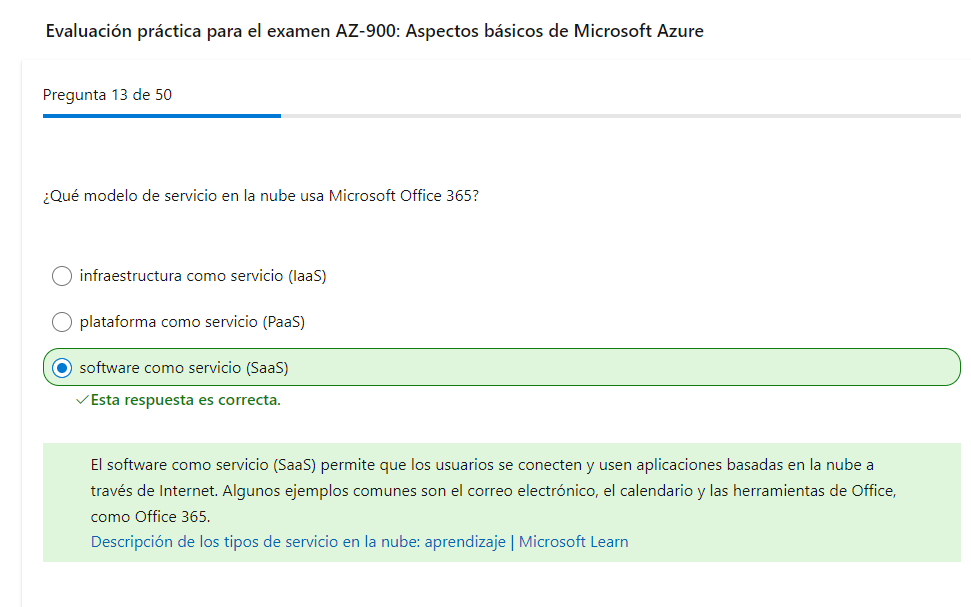 Evaluación práctica para el examen AZ-900: Aspectos básicos de Microsoft Azure
Pregunta 13 de 50
¿Qué modelo de servicio en la nube usa Microsoft Office 365?
infraestructura como servicio (IaaS)
plataforma como servicio (PaaS)
software como servicio (SaaS)
Esta respuesta es correcta.
El software como servicio (SaaS) permite que los usuarios se conecten y usen aplicaciones basadas en la nube a
través de Internet. Algunos ejemplos comunes son el correo electrónico, el calendario y las herramientas de Office,
como Office 365.
Descripción de los tipos de servicio en la nube: aprendizaje | Microsoft Learn